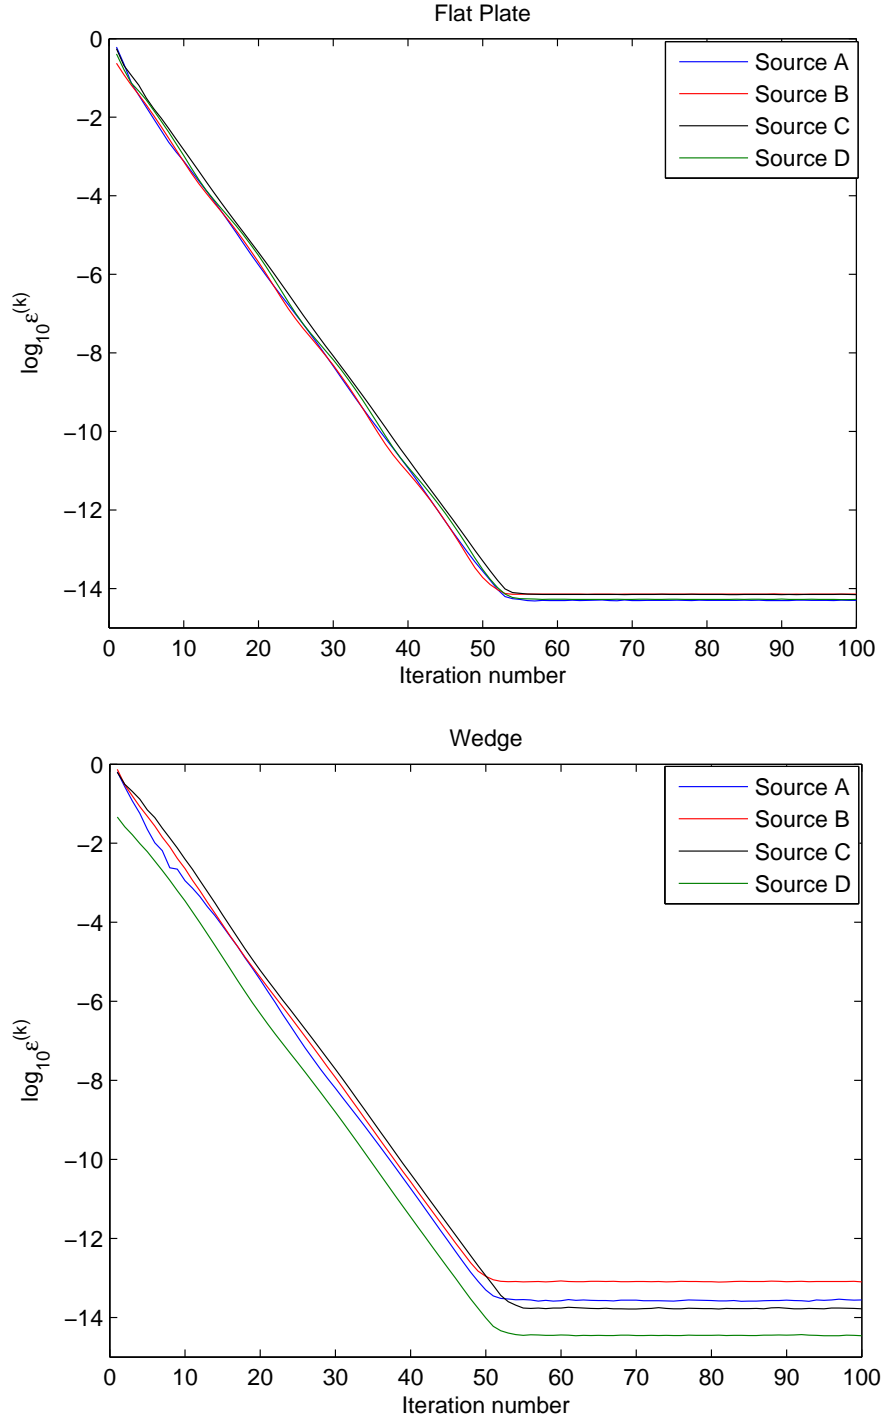 Flat Plate
0
−2
−4
−6
−8
−10
−12
−14
log10ε(k)
Source A
Source B
Source C
Source D
0 10 20 30 40 50 60 70 80 90 100
Iteration number
Wedge
0
−2
−4
−6
−8
−10
−12
−14
log10ε(k)
Source A
Source B
Source C
Source D
0 10 20 30 40 50 60 70 80 90 100
Iteration number